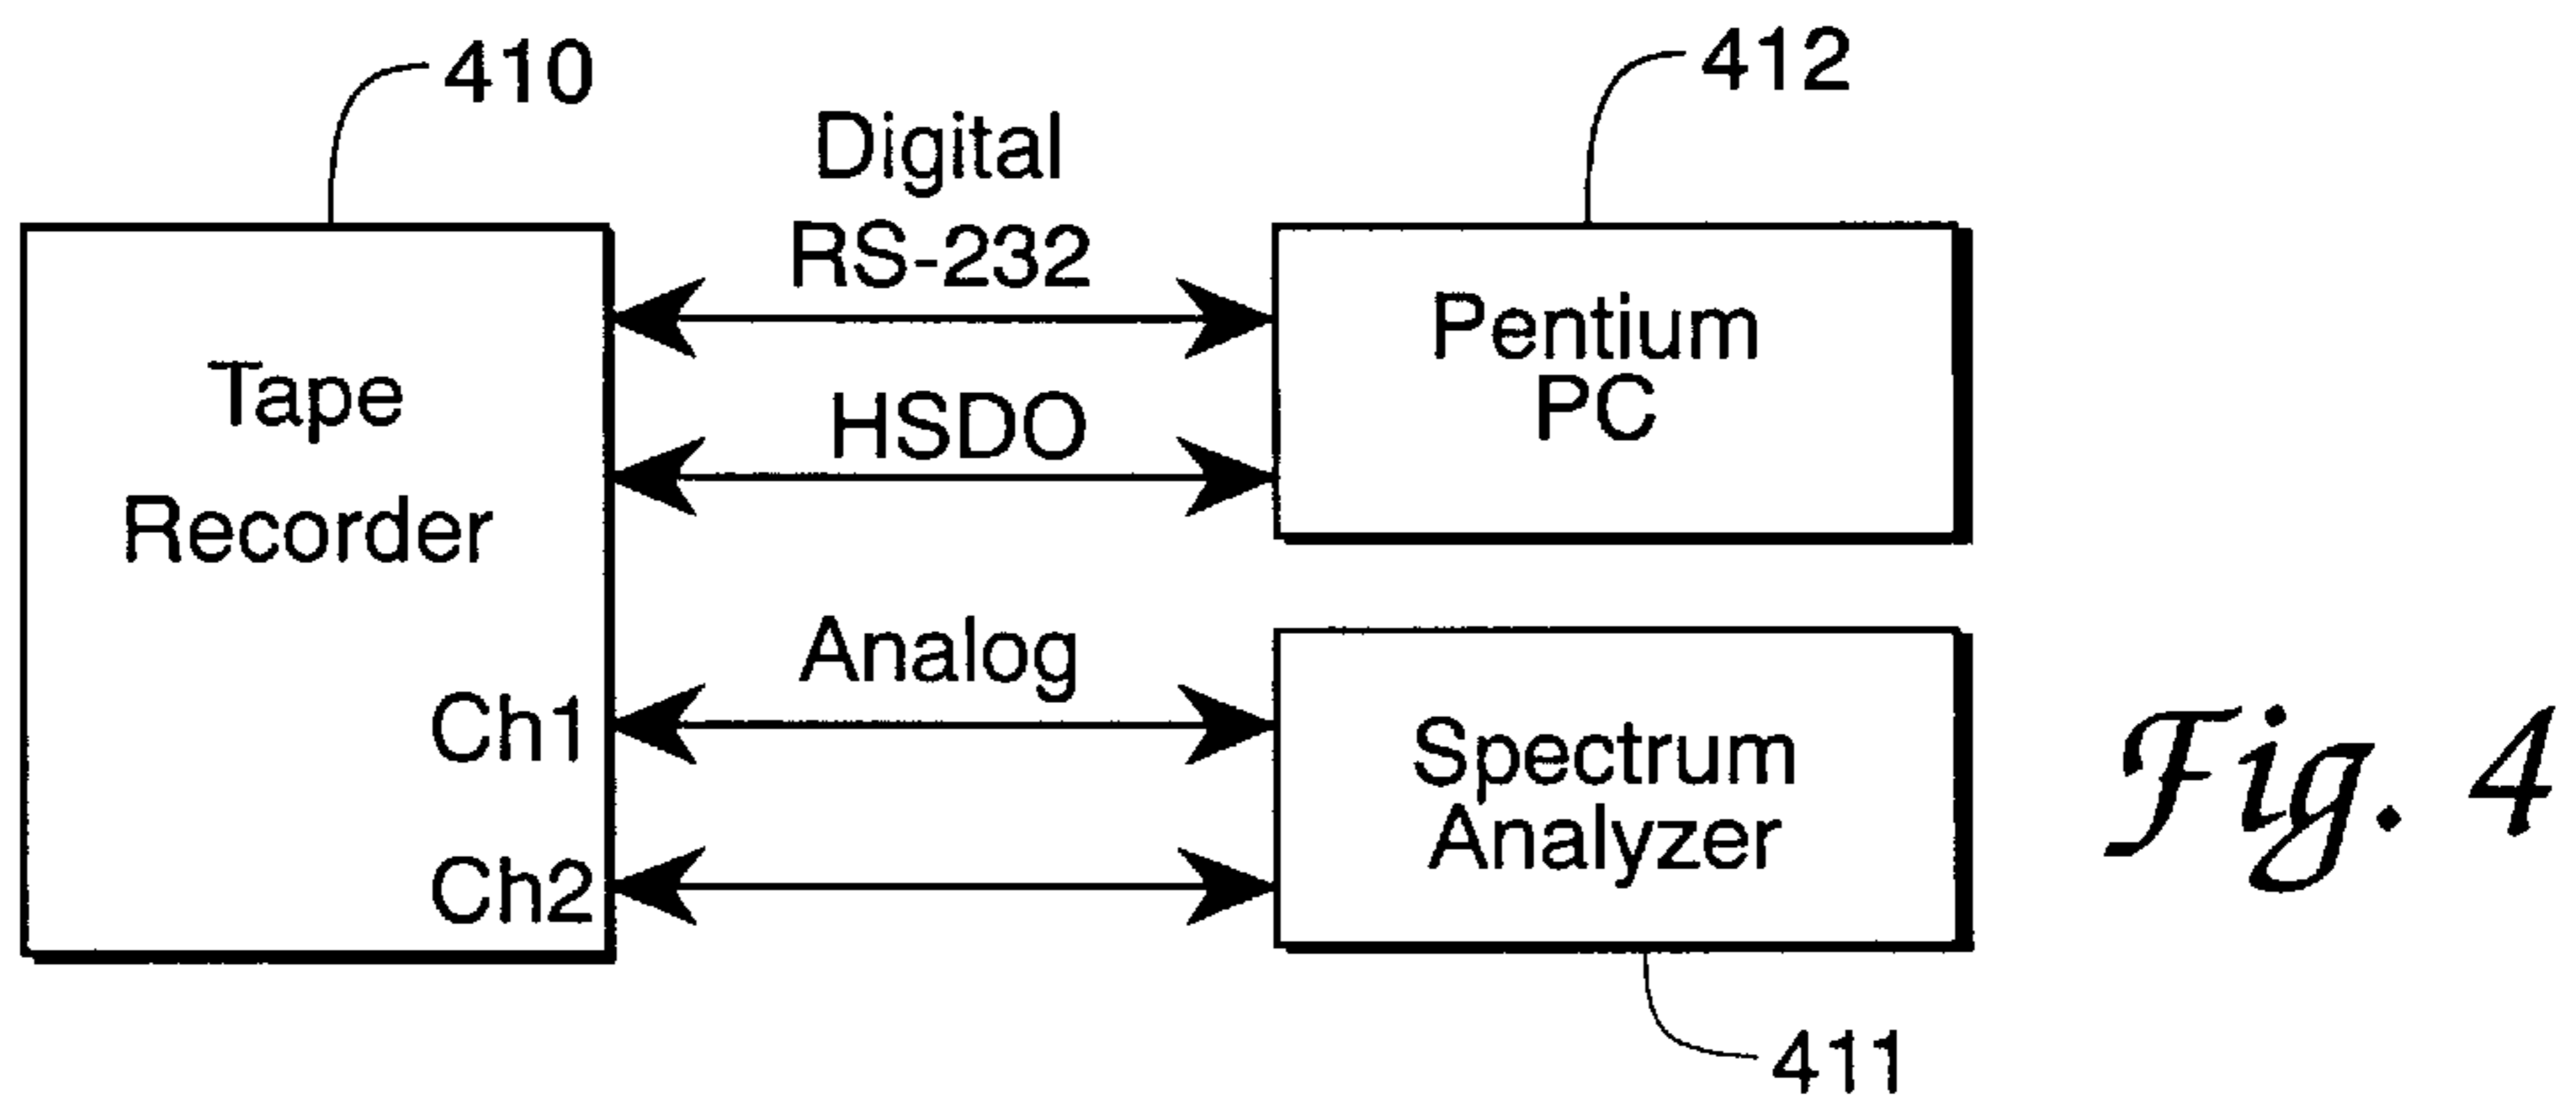 410
412
Digital
RS-232
Tape
Recorder
Pentium
PC
HSDO
Analog
Ch1
Ch2
Spectrum
Analyzer
411
Fig. 4